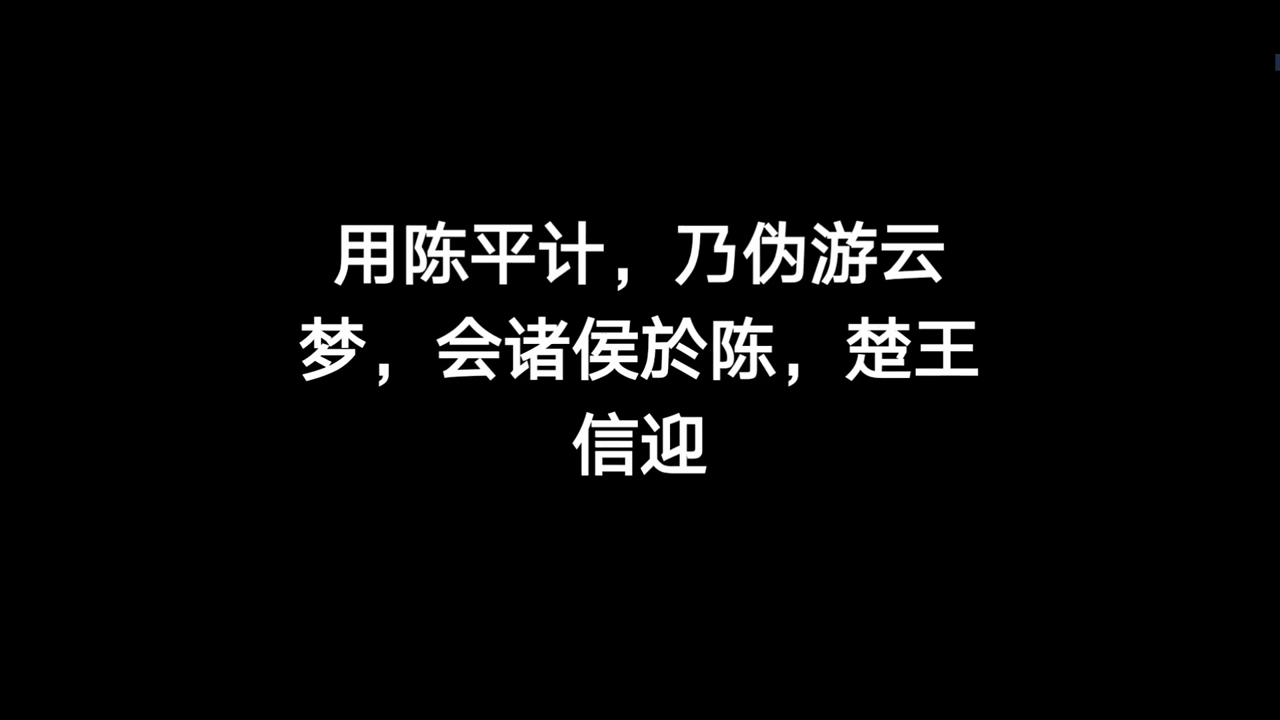 用陈平计，乃伪游云
梦，会诸侯於陈，楚王
信迎